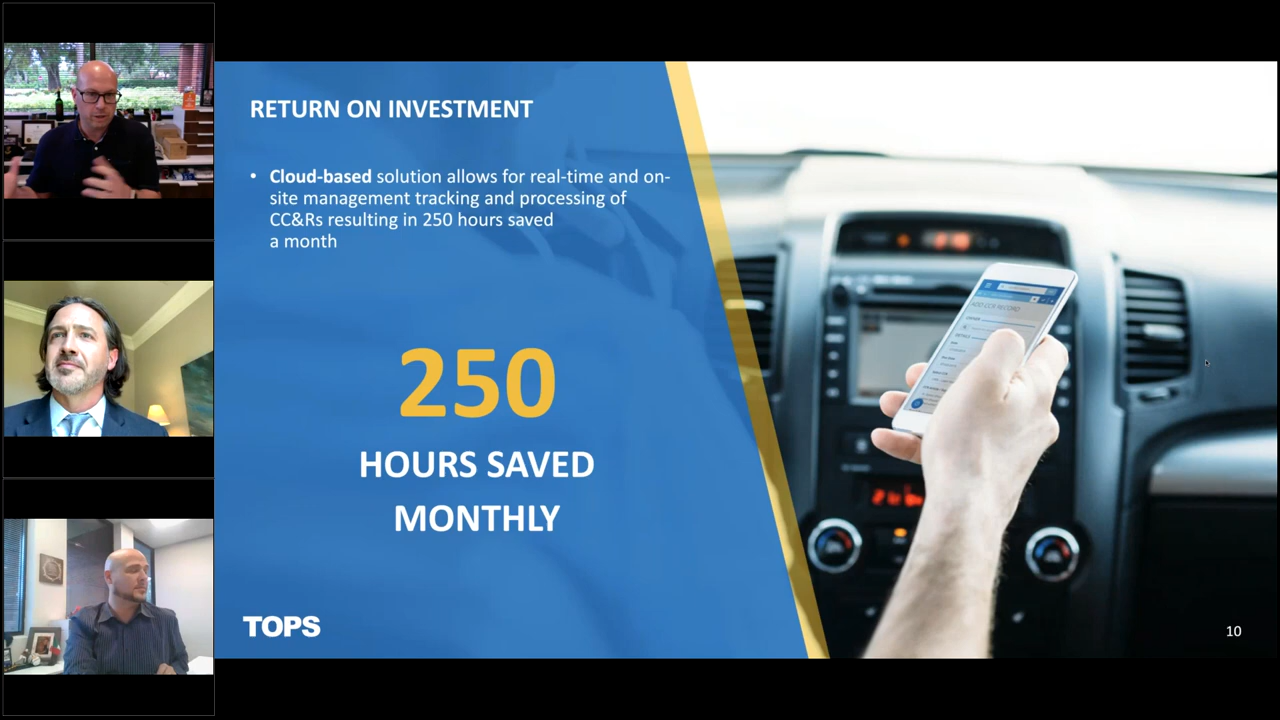 RETURN ON INVESTMENT
• Cloud-based solution allows for real-time and on-
site management tracking and processing of
CC&Rs resulting in 250 hours saved
a month
250
HOURS SAVED
MONTHLY
TOPS
10